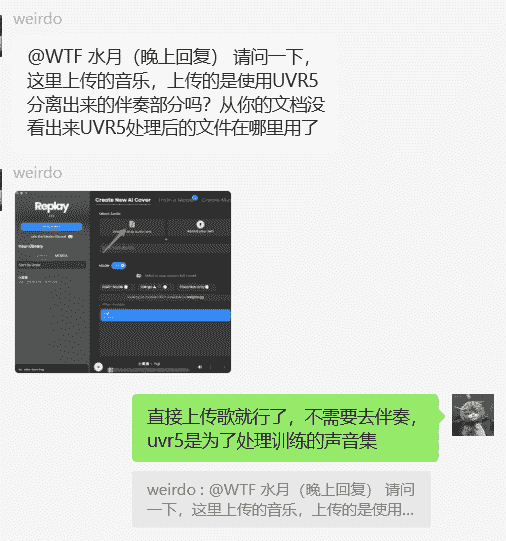 weirdo
@WTF 水月（晚上回复） 请问一下，
这里上传的音乐，上传的是使用UVR5
分离出来的伴奏部分吗？从你的文档没
看出来UVR5处理后的文件在哪里用了
weirdo
Replay
Create New AI Cover
直接上传歌就行了，不需要去伴奏，
uvr5是为了处理训练的声音集
weirdo : @WTF 水月（晚上回复） 请问
一下，这里上传的音乐，上传的是使用...